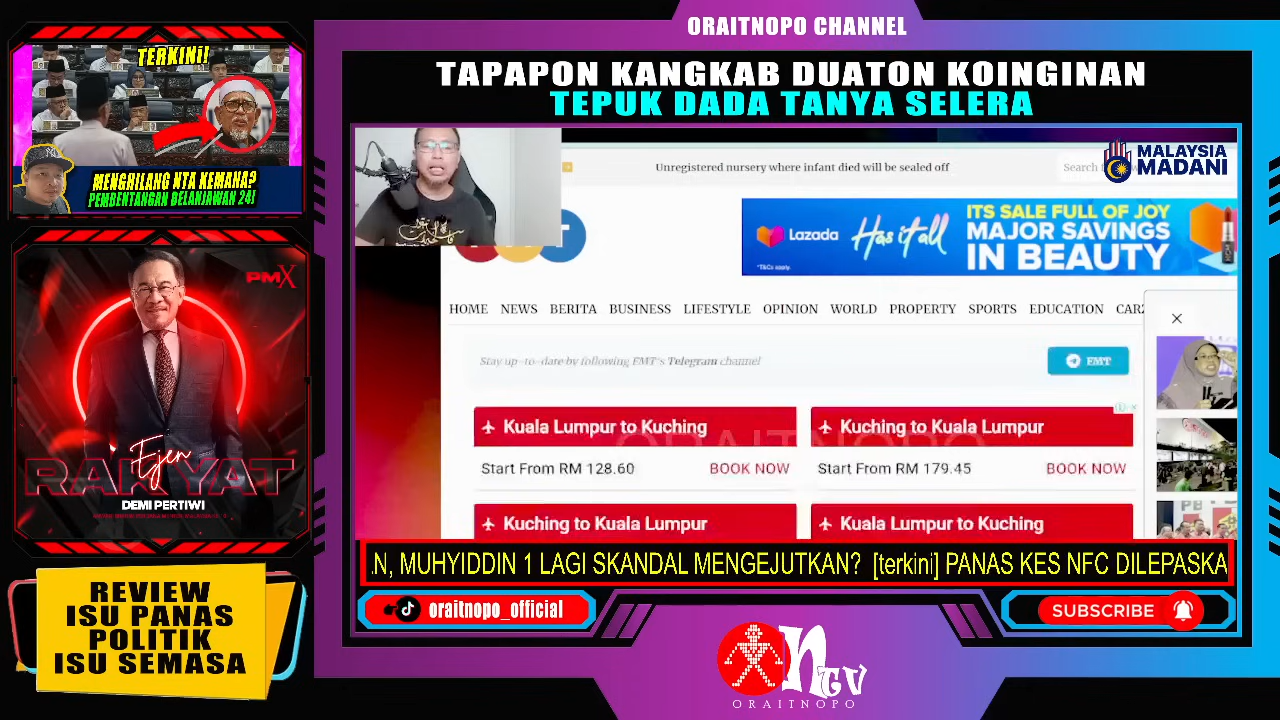 ORAITNOPO CHANNEL
TAPAPON KANGKAB DUATON KOINGINAN
TEPUK DADA TANYA SELERA
TERKINI!
MENGHILANG NTA KEMANA?
PEMBENTANGAN BELANJAWAN 24!
PMX
Ejen
RAKYAT
DEMI PERTIWI
REVIEW
ISU PANAS
POLITIK
ISU SEMASA
Unregistered nursery where infant died will be sealed off
Search
MALAYSIA
MADANI
Lazada
Has it all
ITS SALE FULL OF JOY
MAJOR SAVINGS
IN BEAUTY
*T&Cs apply.
HOME NEWS BERITA BUSINESS LIFESTYLE OPINION WORLD PROPERTY SPORTS EDUCATION CARZ
Stay up-to-date by following FMT's Telegram channel
FMT
Kuala Lumpur to Kuching
Start From RM 128.60 BOOK NOW
Kuching to Kuala Lumpur
Start From RM 179.45 BOOK NOW
ORAITNOPO
Kuching to Kuala Lumpur
Kuala Lumpur to Kuching
.N, MUHYIDDIN 1 LAGI SKANDAL MENGEJUTKAN? [terkini] PANAS KES NFC DILEPASKA
oraitnopo_official
SUBSCRIBE
nTV
ORAITNOPO